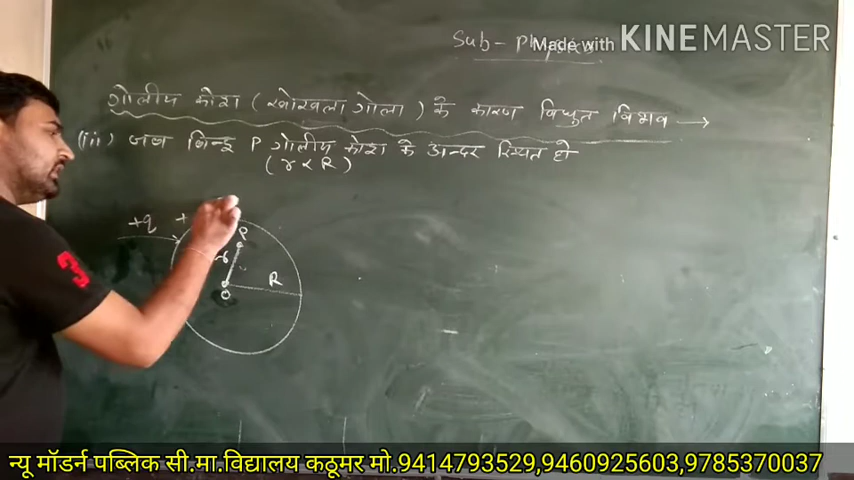 Sub - Physics
Made with KINEMASTER
गोलीय कोश (खोखला गोला) के कारण विधुत विभव →
(iii) जब बिन्दु P गोलीय कोश के अन्दर स्थित हो
(r < R)
+q +
P
r
R
O
3
न्यू मॉडर्न पब्लिक सी.मा.विद्यालय कठूमर मो.9414793529,9460925603,9785370037